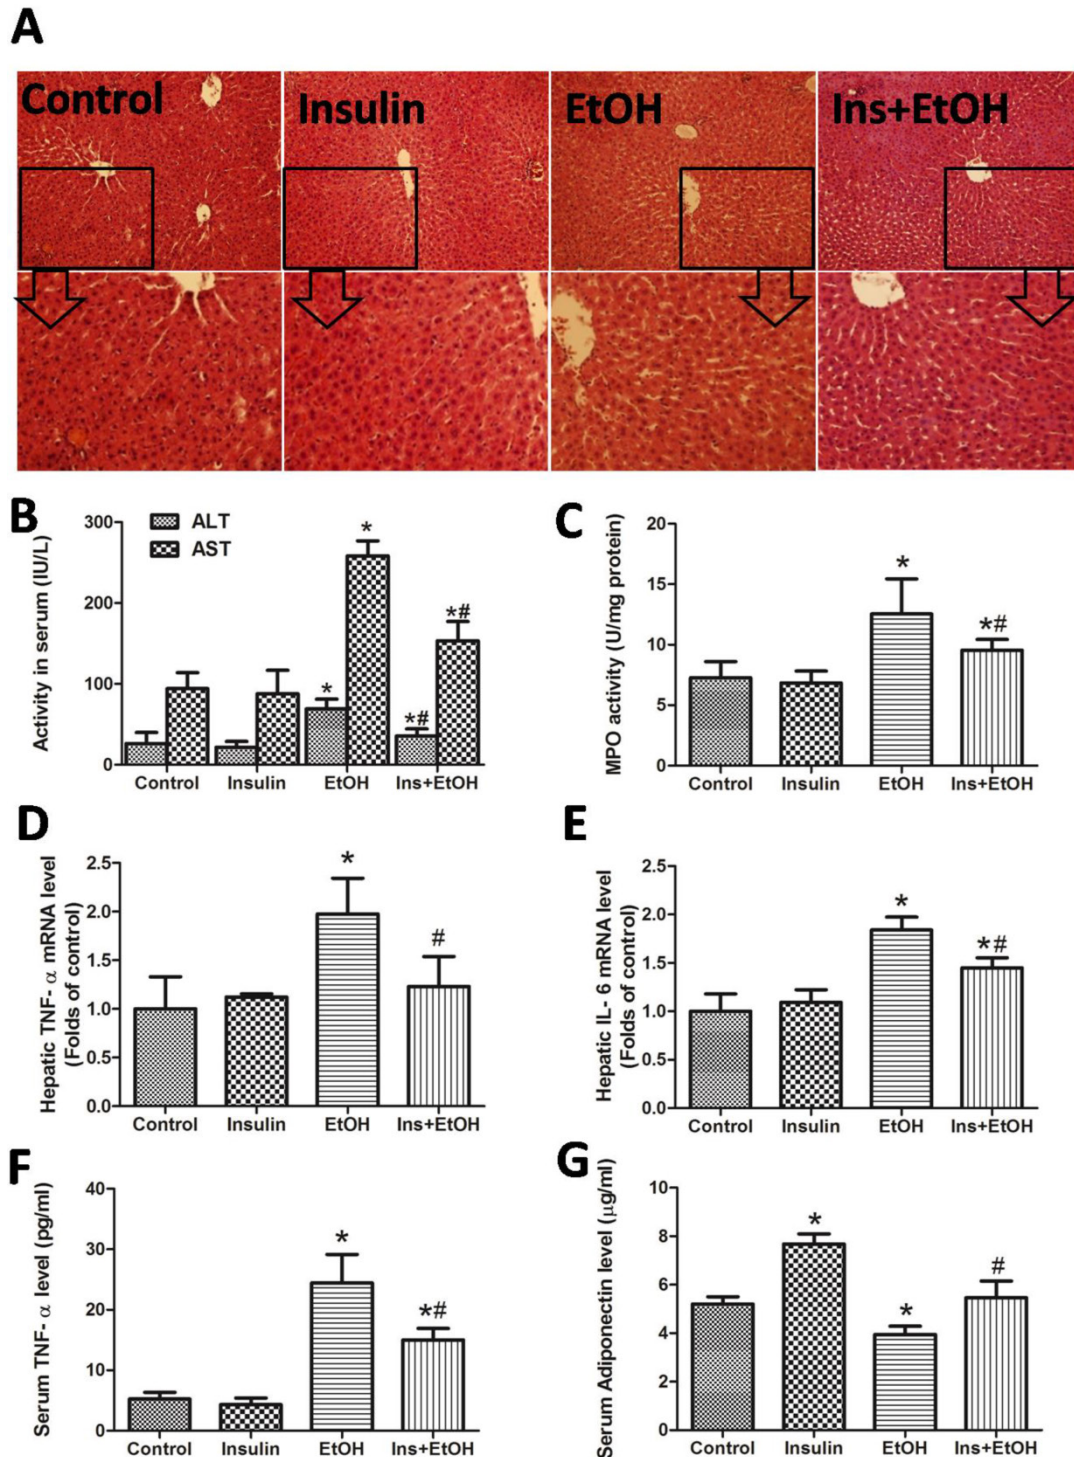 A
Control
Insulin
EtOH
Ins+EtOH
B
Activity in serum (IU/L)
300
200
100
0
ALT
AST
*
*
*#
*#
Control
Insulin
EtOH
Ins+EtOH
C
MPO activity (U/mg protein)
20
15
10
5
0
*
*#
Control
Insulin
EtOH
Ins+EtOH
D
Hepatic TNF- α mRNA level
(Folds of control)
2.5
2.0
1.5
1.0
0.5
0.0
*
#
Control
Insulin
EtOH
Ins+EtOH
E
Hepatic IL- 6 mRNA level
(Folds of control)
2.5
2.0
1.5
1.0
0.5
0.0
*
*#
Control
Insulin
EtOH
Ins+EtOH
F
Serum TNF- α level (pg/ml)
40
30
20
10
0
*
*#
Control
Insulin
EtOH
Ins+EtOH
G
Serum Adiponectin level (μg/ml)
10
8
6
4
2
0
*
*
#
Control
Insulin
EtOH
Ins+EtOH